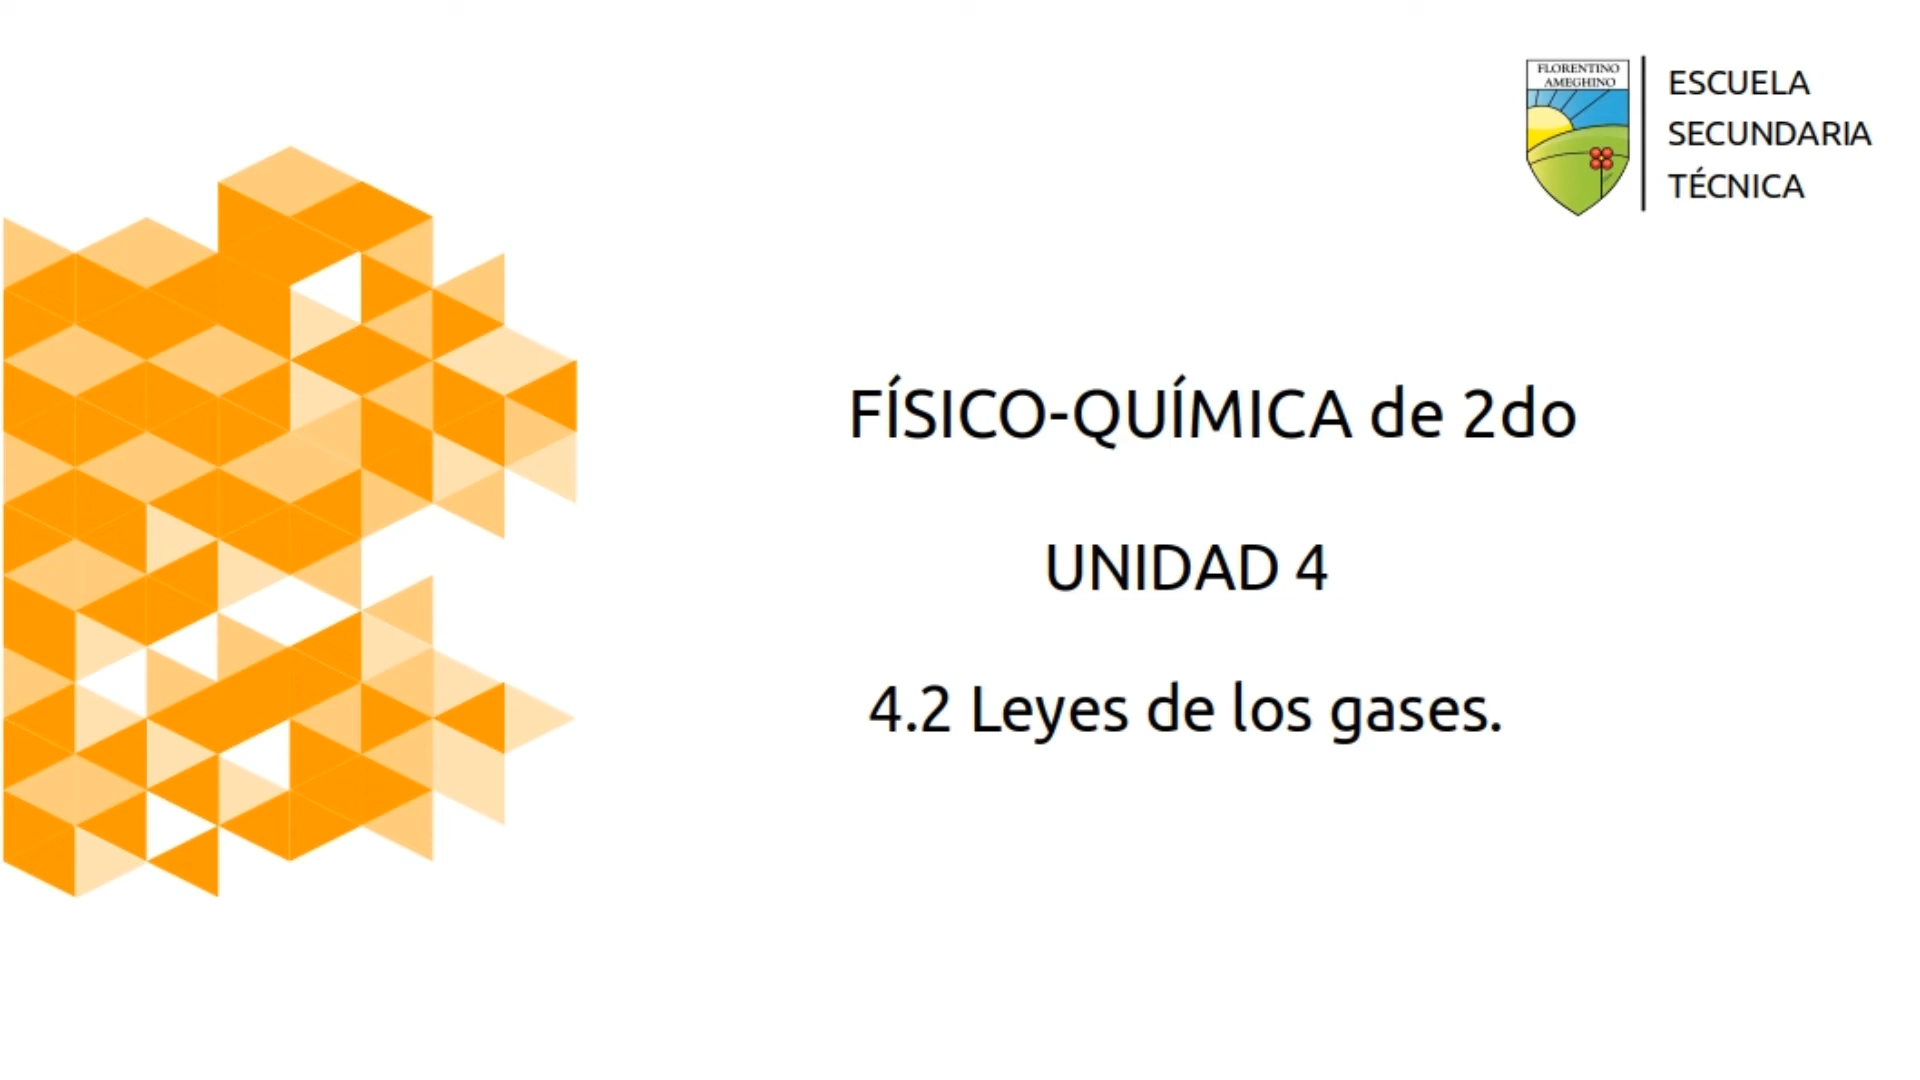 FLORENTINO
AMEGHINO
ESCUELA
SECUNDARIA
TÉCNICA
FÍSICO-QUÍMICA de 2do
UNIDAD 4
4.2 Leyes de los gases.